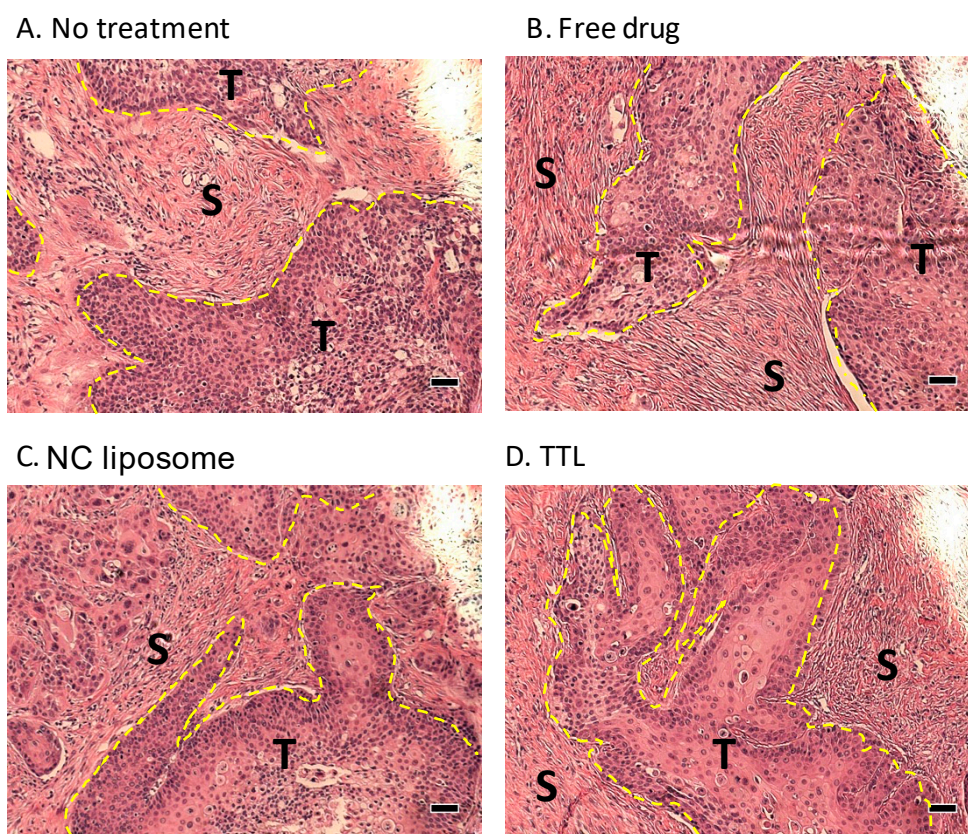 A. No treatment
B. Free drug
T
S
T
S
T
T
S
C. NC liposome
D. TTL
S
T
S
T
S